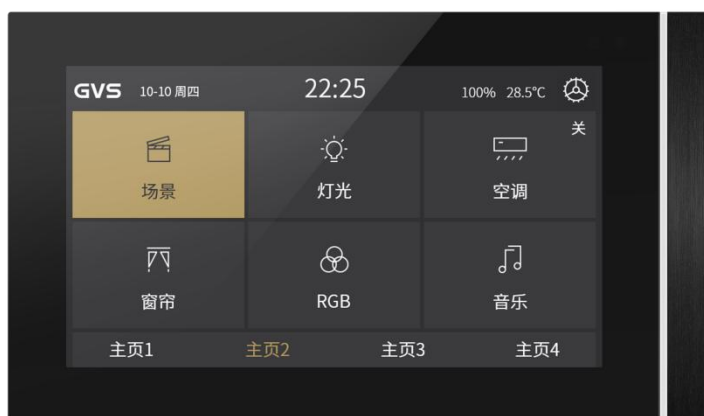 GVS 10-10 周四 22:25 100% 28.5℃
关
场景 灯光 空调
窗帘 RGB 音乐
主页1 主页2 主页3 主页4